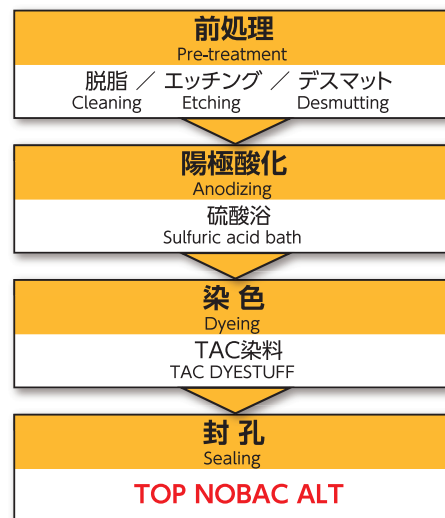 前処理
Pre-treatment
脱脂 ／ エッチング ／ デスマット
Cleaning Etching Desmutting
陽極酸化
Anodizing
硫酸浴
Sulfuric acid bath
染 色
Dyeing
TAC染料
TAC DYESTUFF
封 孔
Sealing
TOP NOBAC ALT